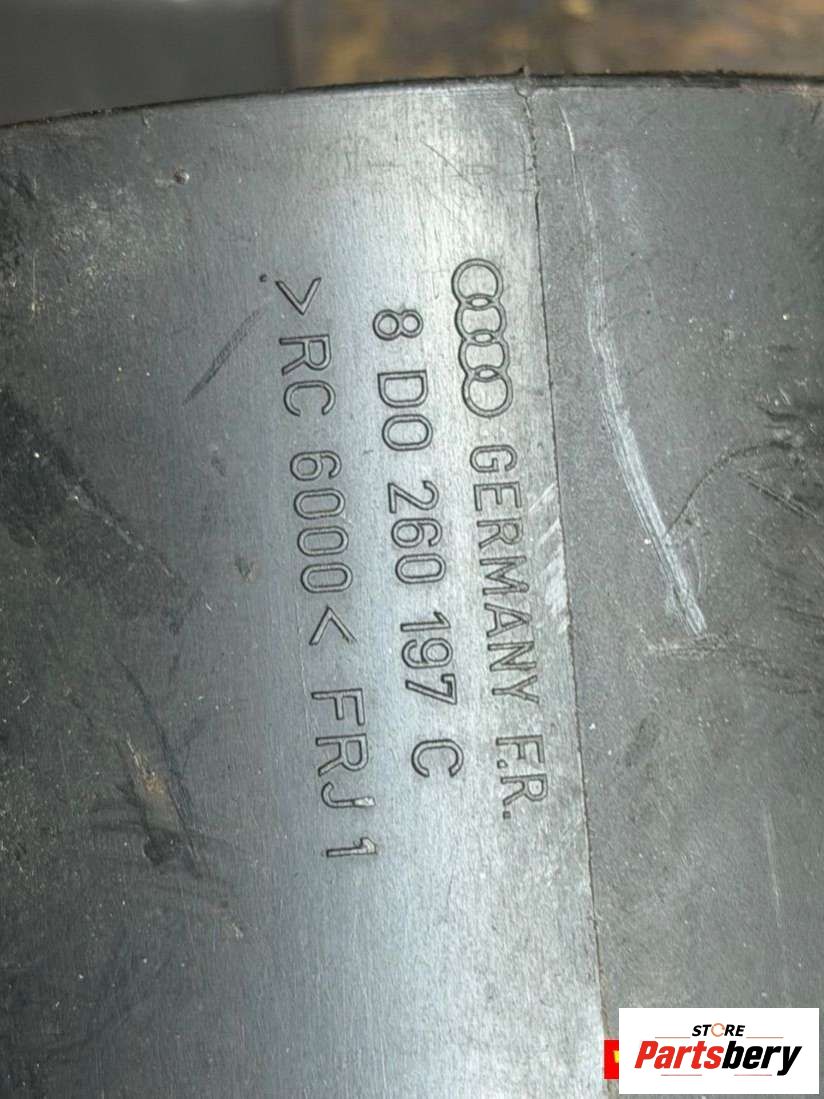 GERMANY F.R.
8 D0 260 197 C
>RC 6000< FRJ 1
STORE
Partsbery